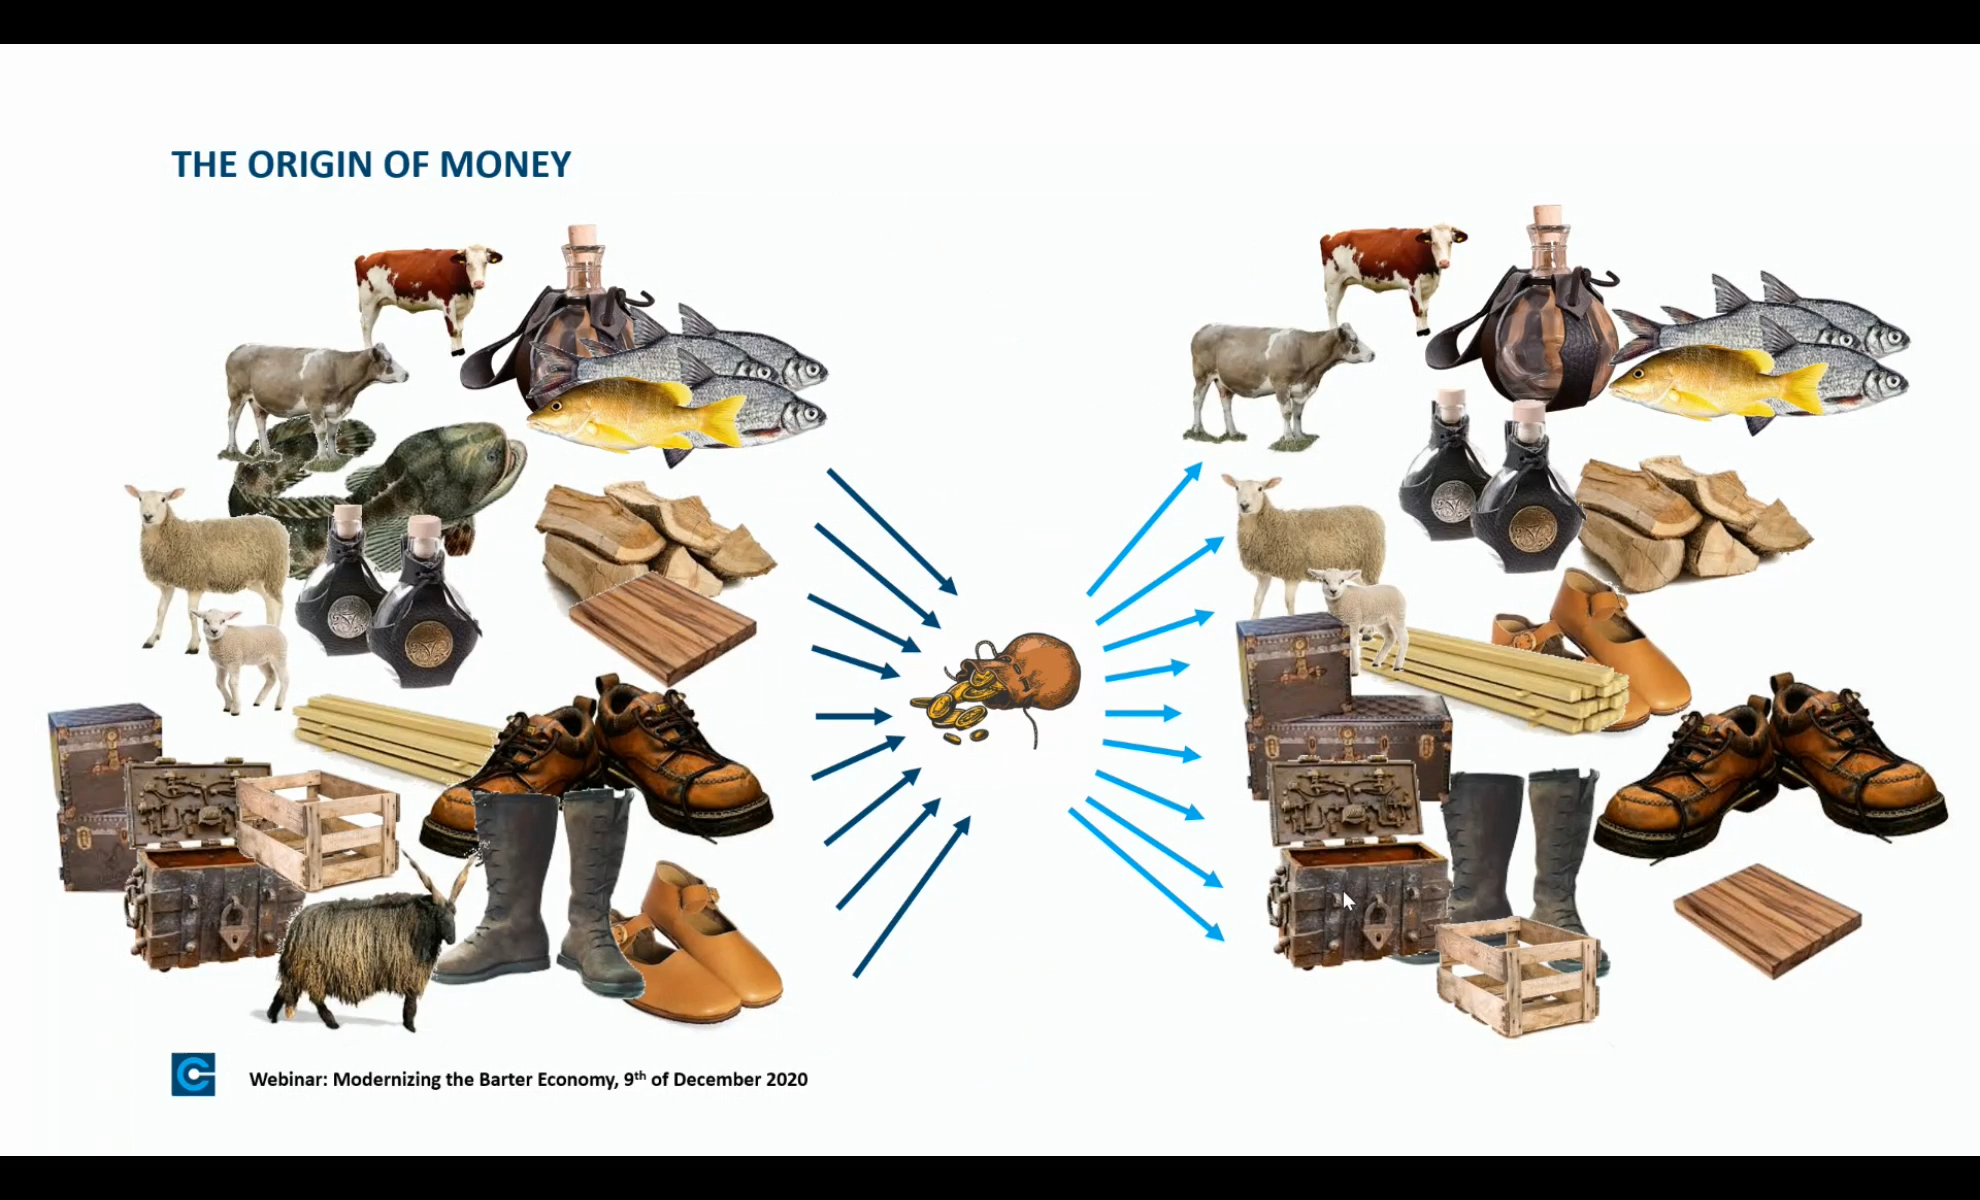 THE ORIGIN OF MONEY
Webinar: Modernizing the Barter Economy, 9th of December 2020